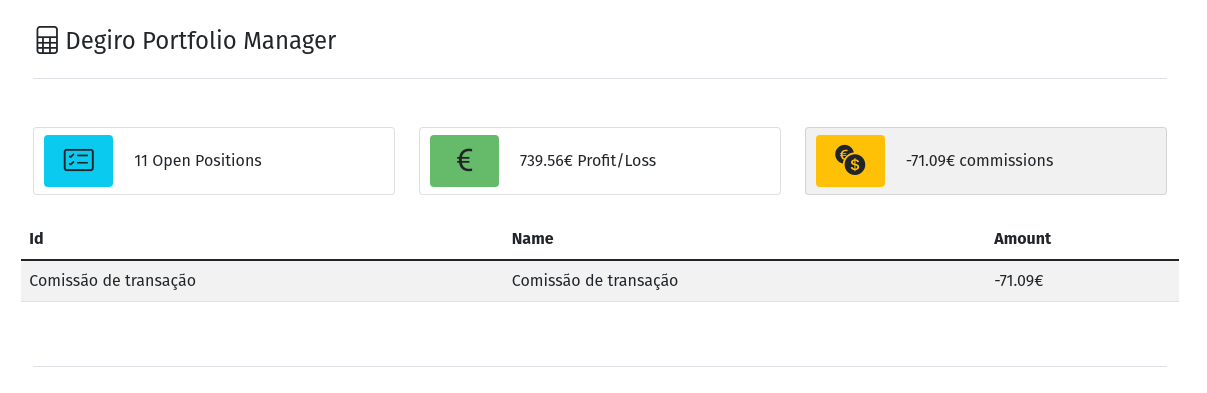 Degiro Portfolio Manager
11 Open Positions
€ 739.56€ Profit/Loss
€ $ -71.09€ commissions
Id Name Amount
Comissão de transação Comissão de transação -71.09€